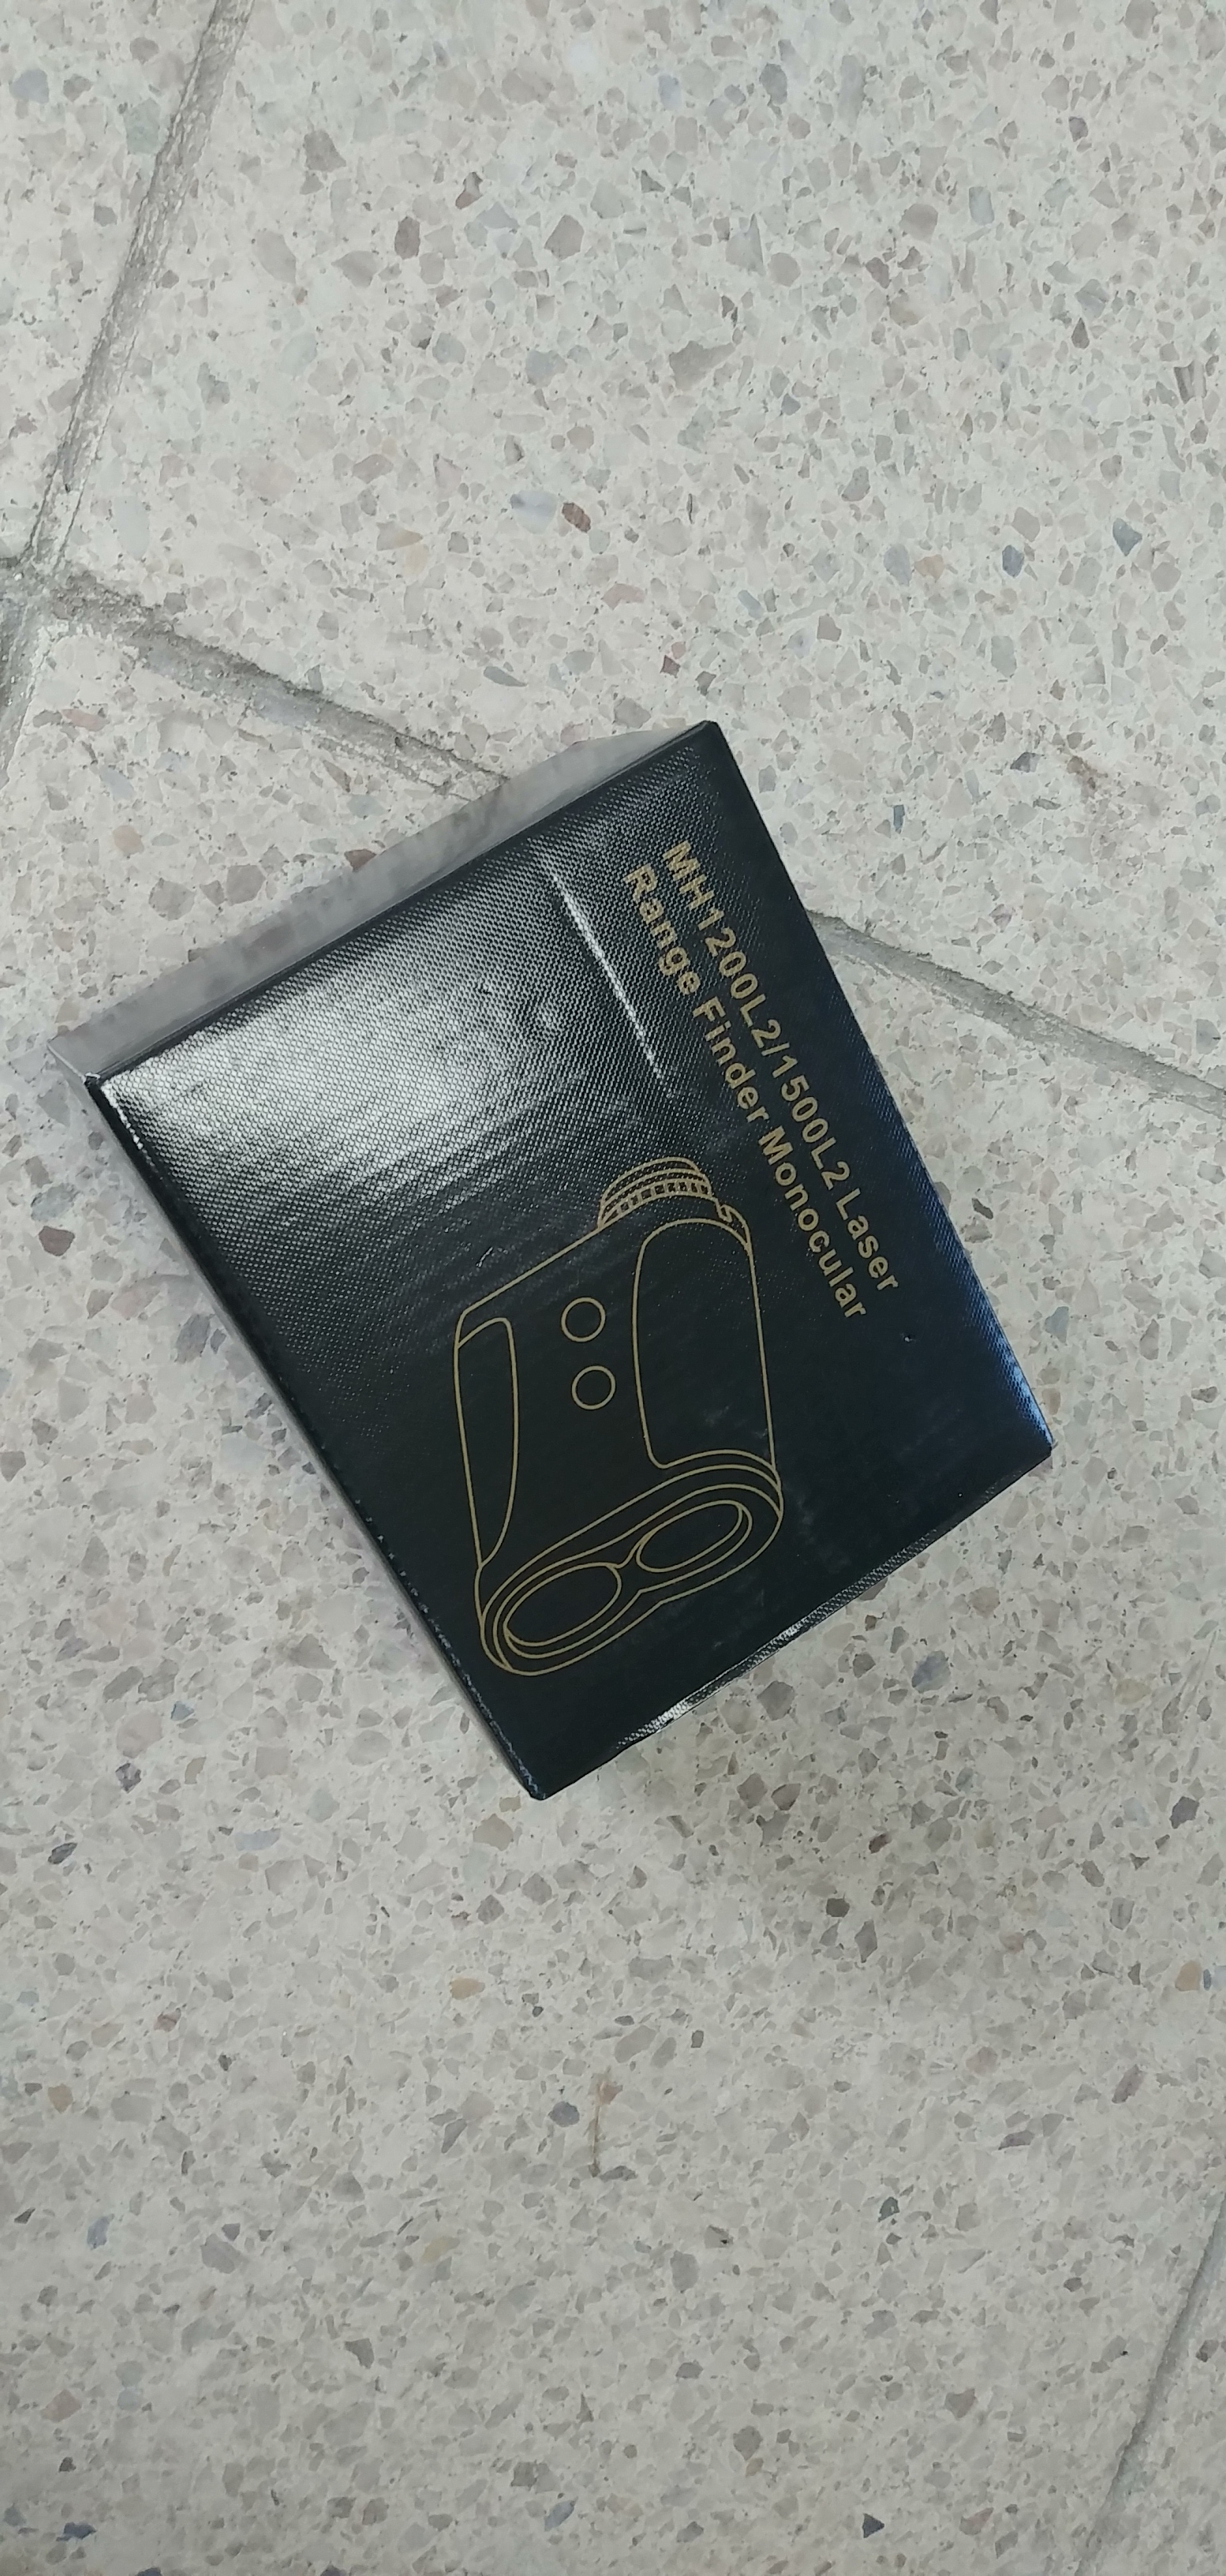 MH1200L2/1500L2 Laser
Range Finder Monocular